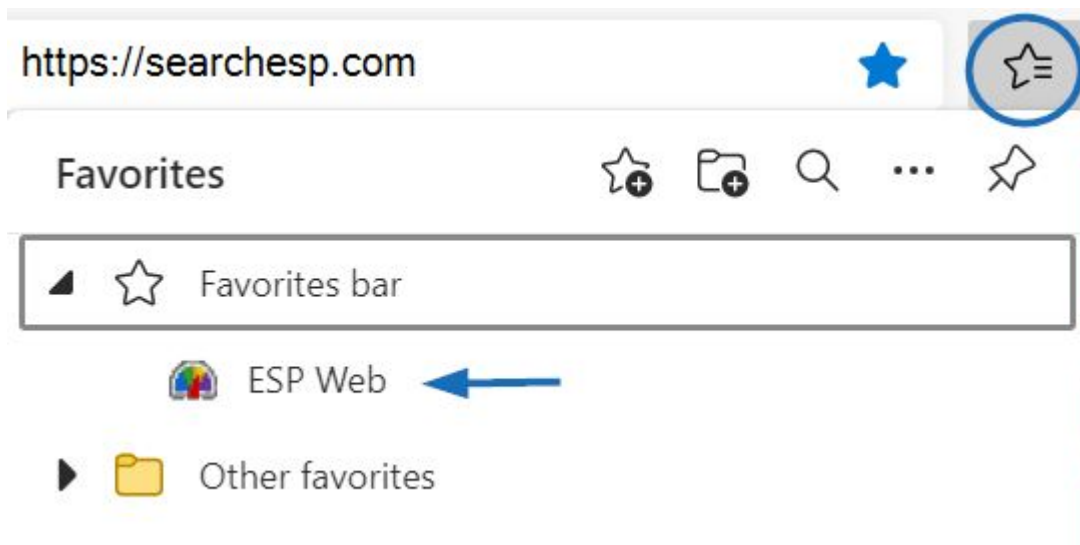 https://searchesp.com
Favorites
Favorites bar
ESP Web
Other favorites